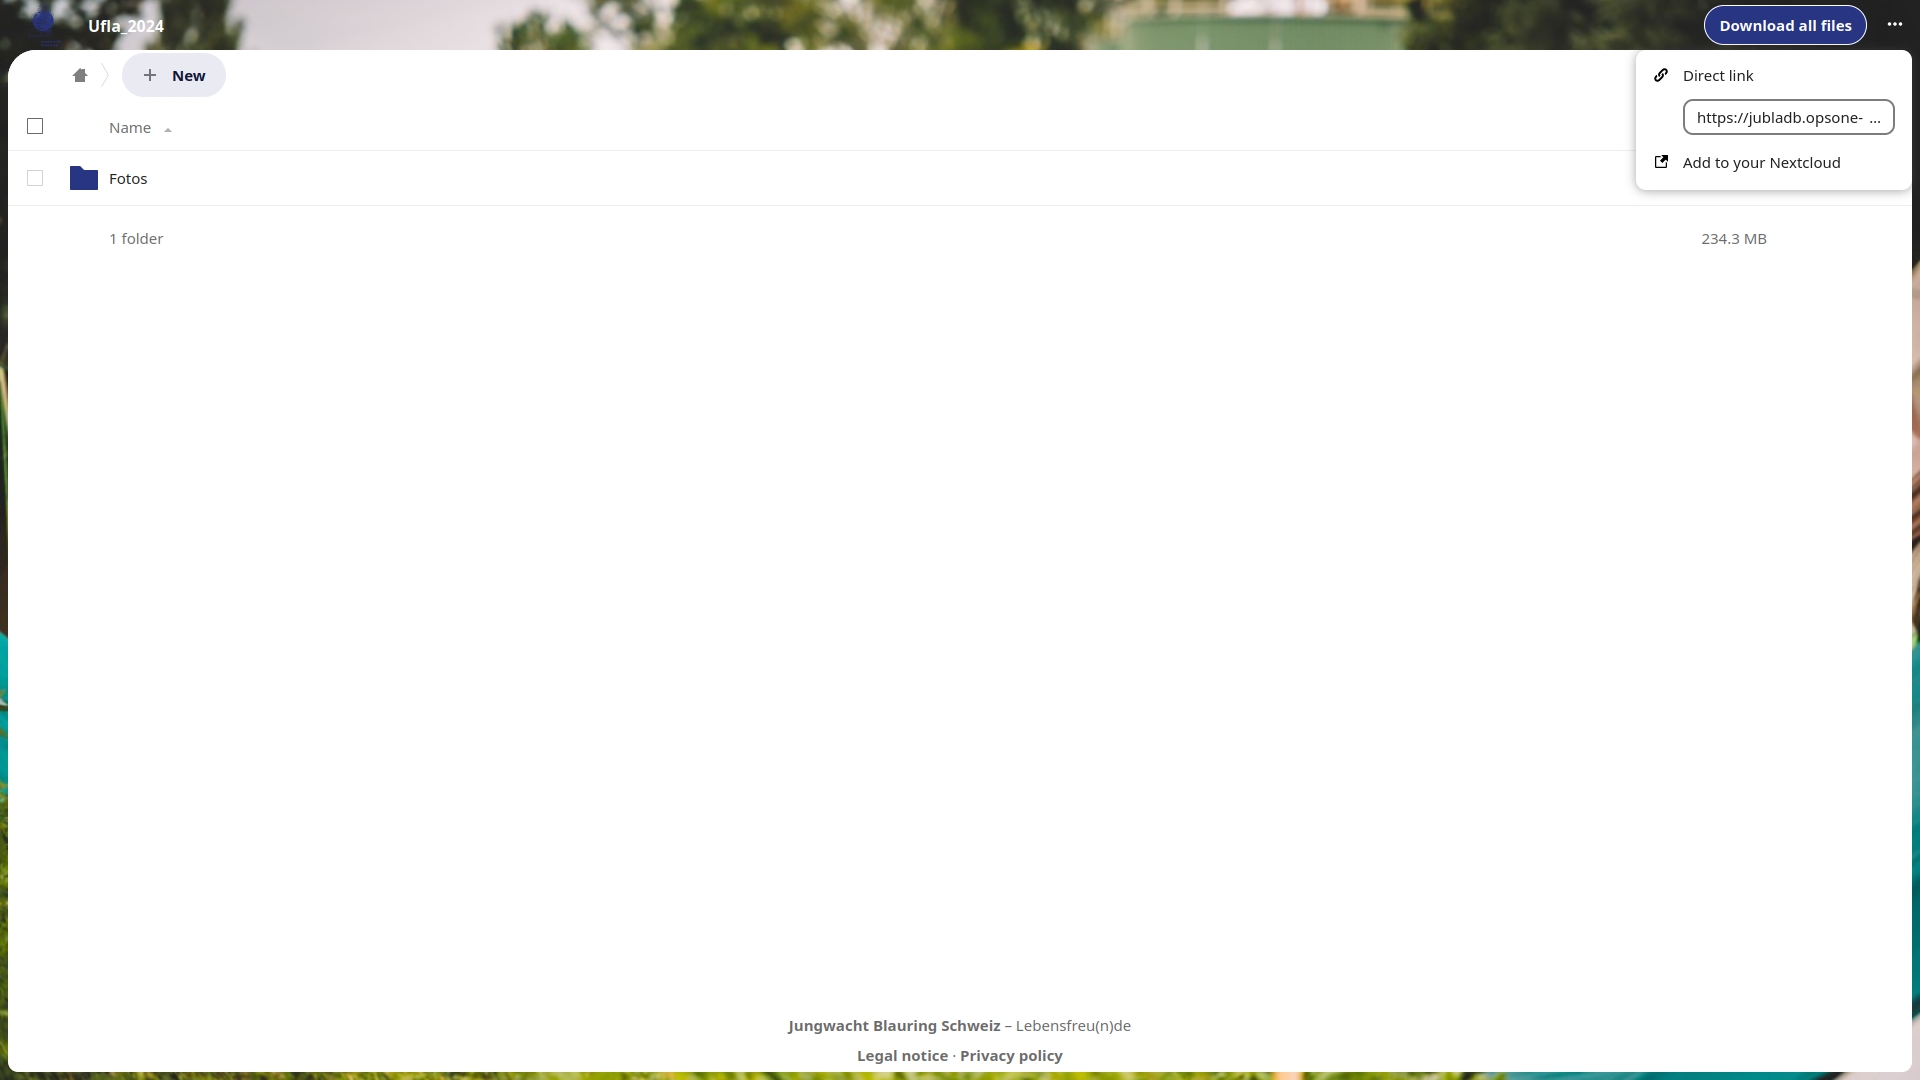 Ufla_2024
Download all files
New
Direct link
https://jubladb.opsone- ...
Name
Add to your Nextcloud
Fotos
1 folder
234.3 MB
Jungwacht Blauring Schweiz – Lebensfreu(n)de
Legal notice · Privacy policy